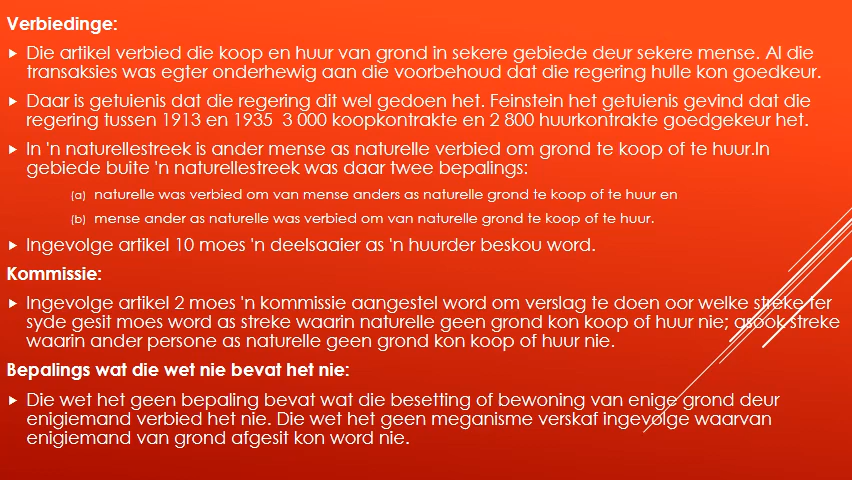 Verbiedinge:
Die artikel verbied die koop en huur van grond in sekere gebiede deur sekere mense. Al die
transaksies was egter onderhewig aan die voorbehoud dat die regering hulle kon goedkeur.
Daar is getuienis dat die regering dit wel gedoen het. Feinstein het getuienis gevind dat die
regering tussen 1913 en 1935 3 000 koopkontrakte en 2 800 huurkontrakte goedgekeur het.
In 'n naturellestreek is ander mense as naturelle verbied om grond te koop of te huur.In
gebiede buite 'n naturellestreek was daar twee bepalings:
(a) naturelle was verbied om van mense anders as naturelle grond te koop of te huur en
(b) mense ander as naturelle was verbied om van naturelle grond te koop of te huur.
Ingevolge artikel 10 moes 'n deelsaaier as 'n huurder beskou word.
Kommissie:
Ingevolge artikel 2 moes 'n kommissie aangestel word om verslag te doen oor welke streke ter
syde gesit moes word as streke waarin naturelle geen grond kon koop of huur nie; asook streke
waarin ander persone as naturelle geen grond kon koop of huur nie.
Bepalings wat die wet nie bevat het nie:
Die wet het geen bepaling bevat wat die besetting of bewoning van enige grond deur
enigiemand verbied het nie. Die wet het geen meganisme verskaf ingevolge waarvan
enigiemand van grond afgesit kon word nie.